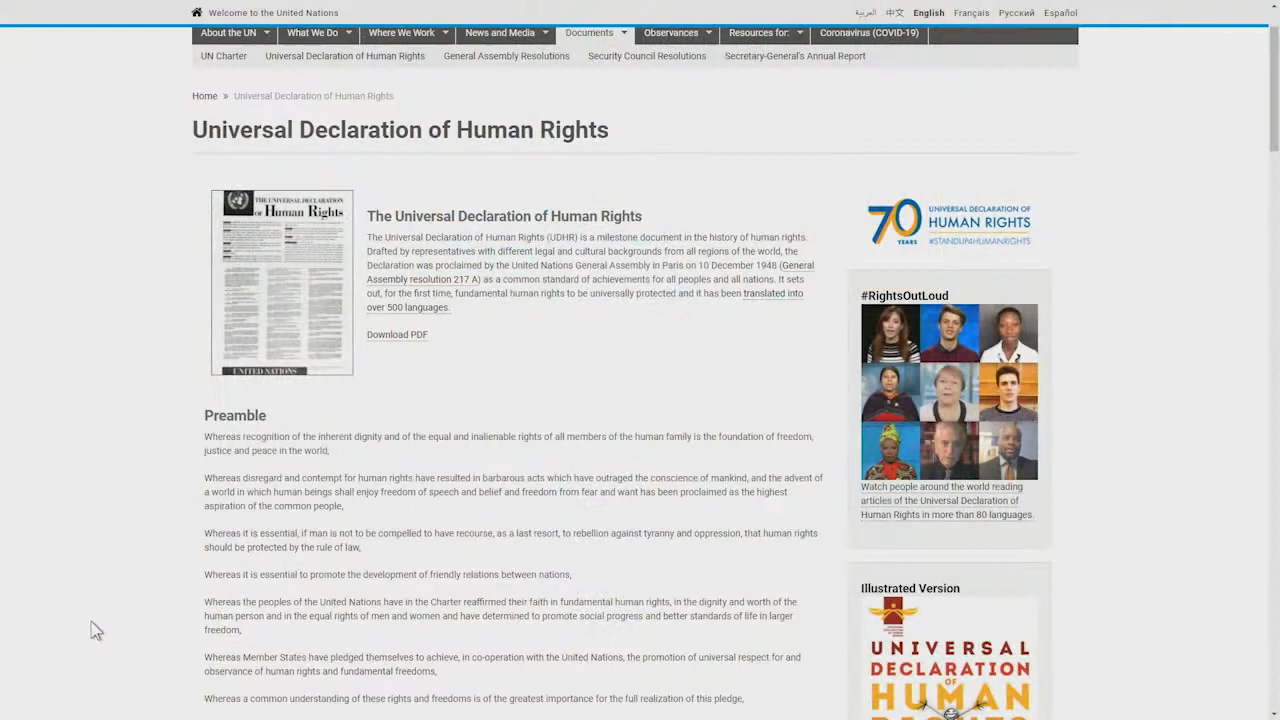 Welcome to the United Nations
العربية 中文 English Français Русский Español
About the UN What We Do Where We Work News and Media Documents Observances Resources for: Coronavirus (COVID-19)
UN Charter Universal Declaration of Human Rights General Assembly Resolutions Security Council Resolutions Secretary-General's Annual Report
Home » Universal Declaration of Human Rights
Universal Declaration of Human Rights
THE UNIVERSAL DECLARATION
OF Human Rights
UNITED NATIONS
The Universal Declaration of Human Rights
The Universal Declaration of Human Rights (UDHR) is a milestone document in the history of human rights.
Drafted by representatives with different legal and cultural backgrounds from all regions of the world, the
Declaration was proclaimed by the United Nations General Assembly in Paris on 10 December 1948 (General
Assembly resolution 217 A) as a common standard of achievements for all peoples and all nations. It sets
out, for the first time, fundamental human rights to be universally protected and it has been translated into
over 500 languages.
Download PDF
Preamble
Whereas recognition of the inherent dignity and of the equal and inalienable rights of all members of the human family is the foundation of freedom,
justice and peace in the world,
Whereas disregard and contempt for human rights have resulted in barbarous acts which have outraged the conscience of mankind, and the advent of
a world in which human beings shall enjoy freedom of speech and belief and freedom from fear and want has been proclaimed as the highest
aspiration of the common people,
Whereas it is essential, if man is not to be compelled to have recourse, as a last resort, to rebellion against tyranny and oppression, that human rights
should be protected by the rule of law,
Whereas it is essential to promote the development of friendly relations between nations,
Whereas the peoples of the United Nations have in the Charter reaffirmed their faith in fundamental human rights, in the dignity and worth of the
human person and in the equal rights of men and women and have determined to promote social progress and better standards of life in larger
freedom,
Whereas Member States have pledged themselves to achieve, in co-operation with the United Nations, the promotion of universal respect for and
observance of human rights and fundamental freedoms,
Whereas a common understanding of these rights and freedoms is of the greatest importance for the full realization of this pledge,
70
YEARS
UNIVERSAL DECLARATION OF
HUMAN RIGHTS
#STANDUP4HUMANRIGHTS
#RightsOutLoud
Watch people around the world reading
articles of the Universal Declaration of
Human Rights in more than 80 languages.
Illustrated Version
UNIVERSAL
DECLARATION
OF
HUMAN
RIGHTS